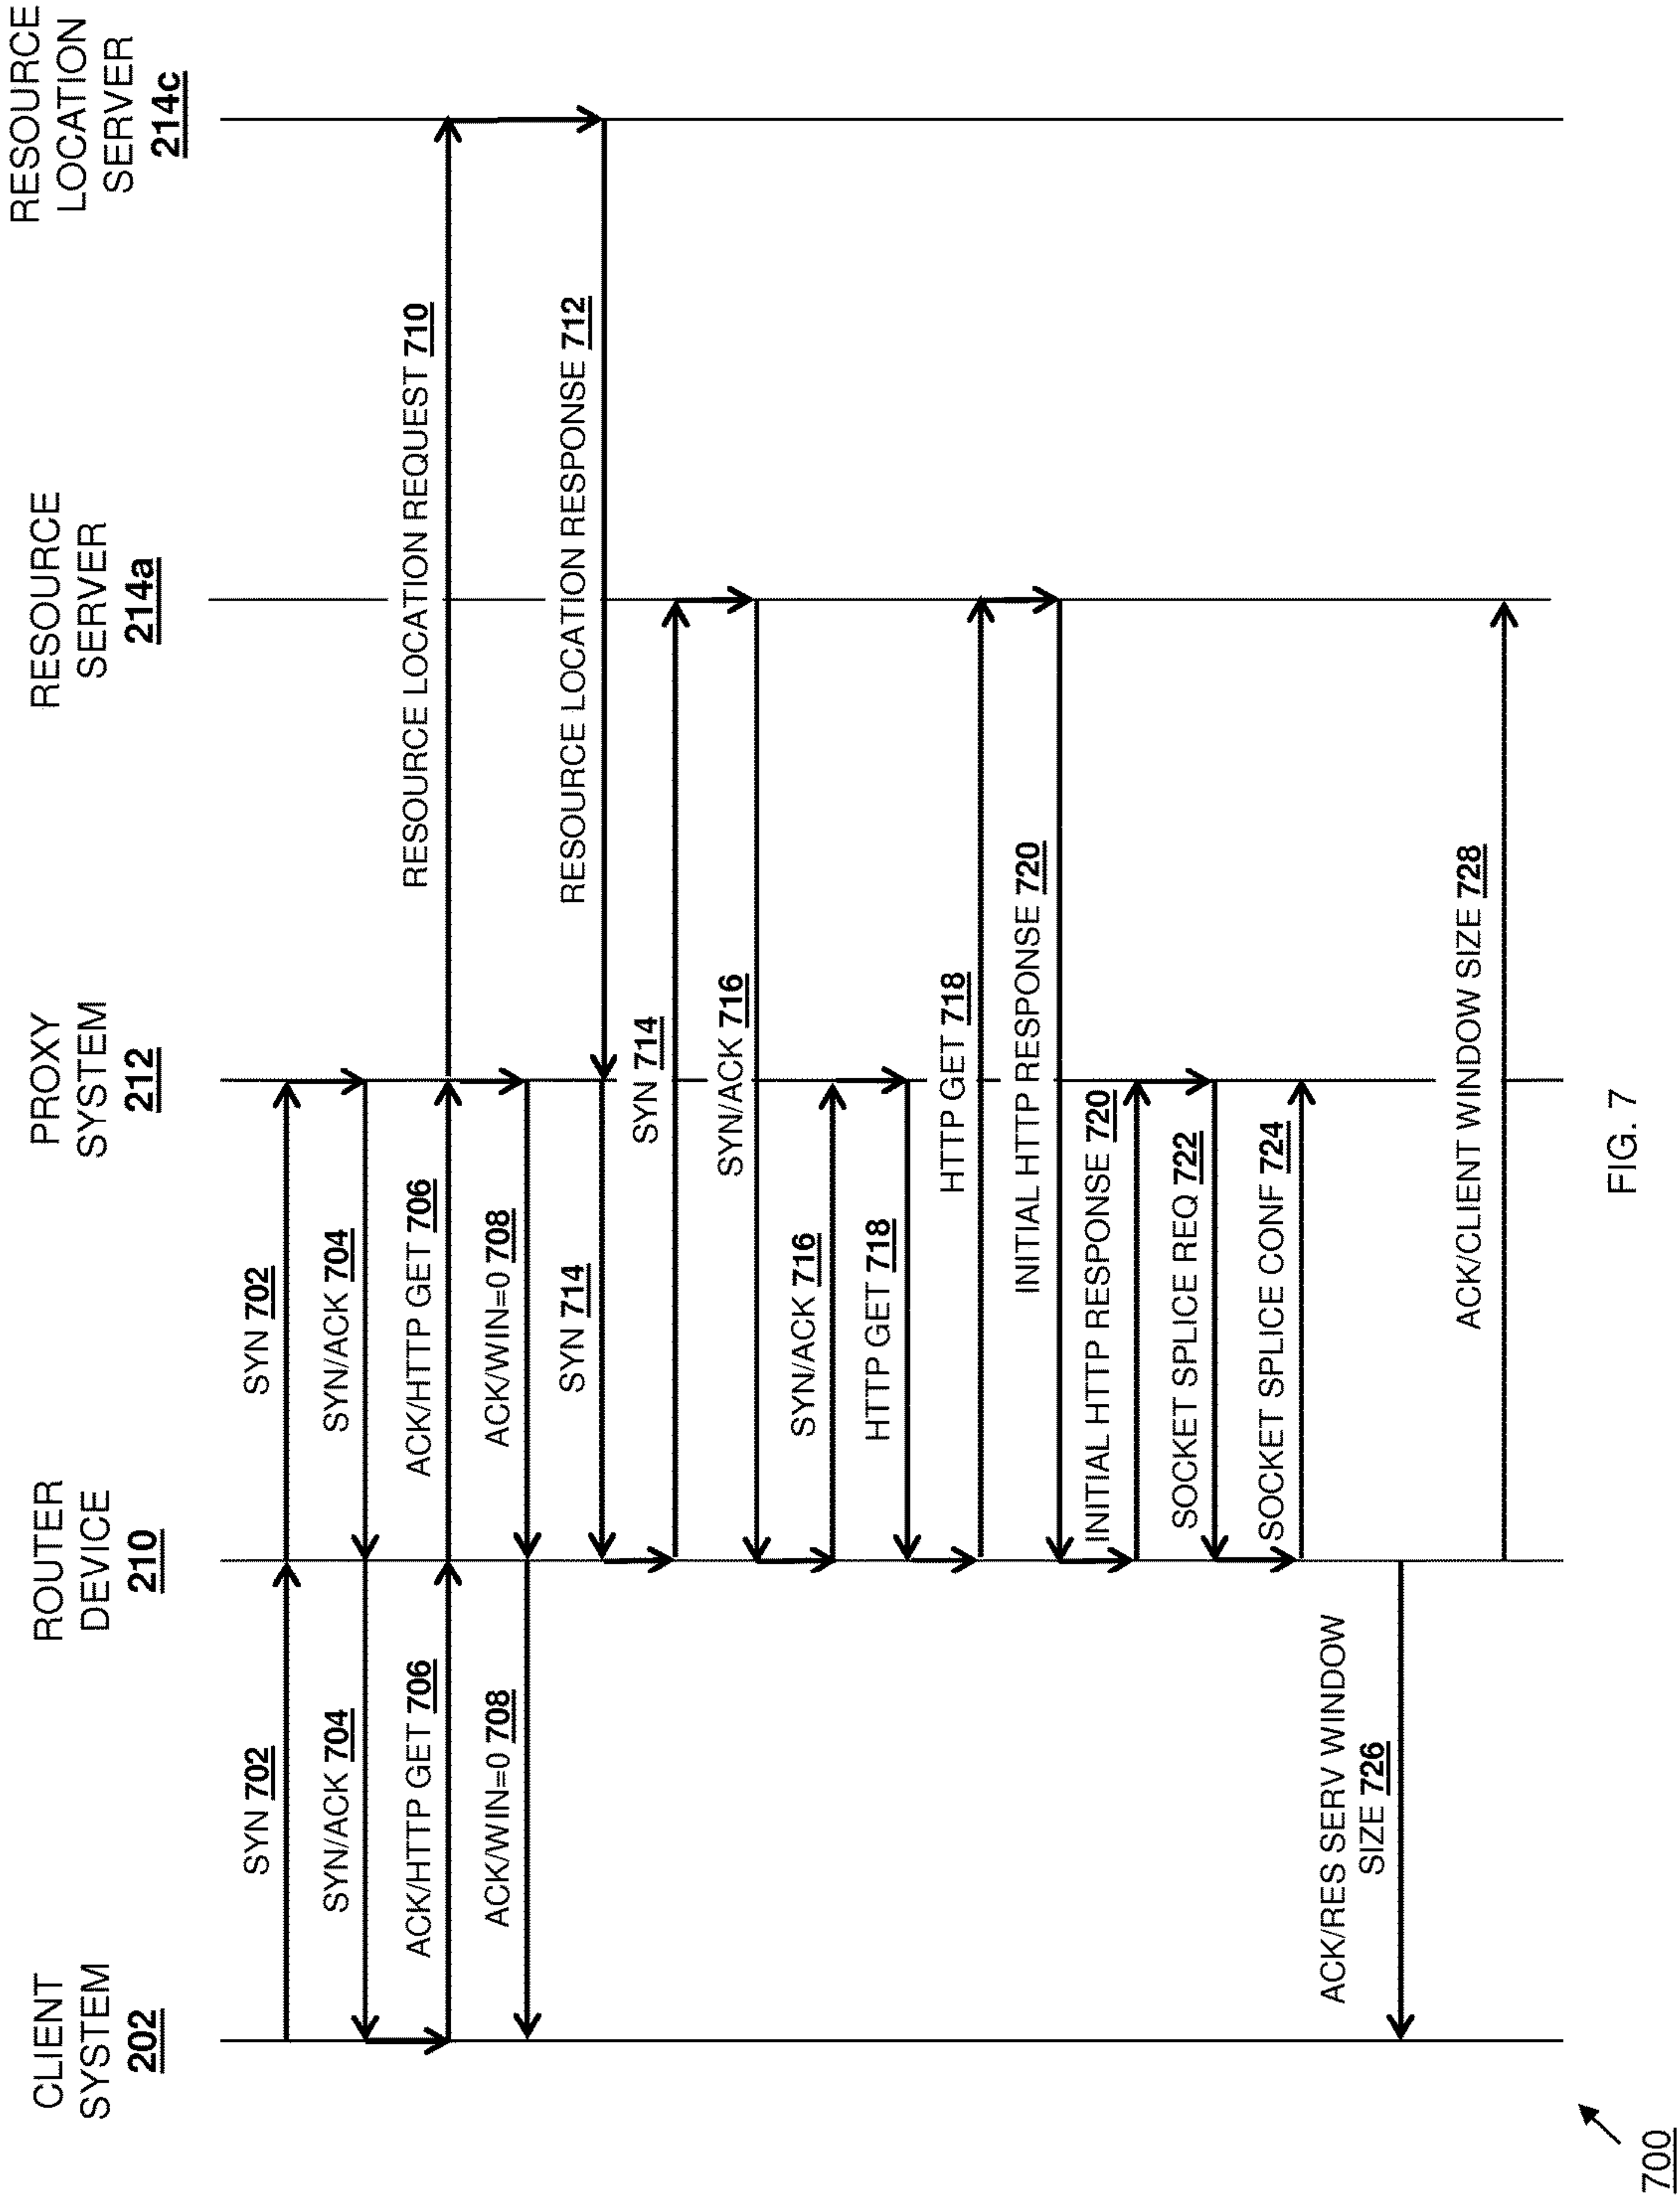 CLIENT
SYSTEM
202
ROUTER
DEVICE
210
PROXY
SYSTEM
212
RESOURCE
SERVER
214a
RESOURCE
LOCATION
SERVER
214c
SYN 702
SYN 702
SYN/ACK 704
SYN/ACK 704
ACK/HTTP GET 706
ACK/HTTP GET 706
RESOURCE LOCATION REQUEST 710
ACK/WIN=0 708
ACK/WIN=0 708
SYN 714
RESOURCE LOCATION RESPONSE 712
SYN 714
SYN/ACK 716
SYN/ACK 716
HTTP GET 718
HTTP GET 718
INITIAL HTTP RESPONSE 720
INITIAL HTTP RESPONSE 720
SOCKET SPLICE REQ 722
SOCKET SPLICE CONF 724
ACK/RES SERV WINDOW
SIZE 726
ACK/CLIENT WINDOW SIZE 728
700
FIG. 7